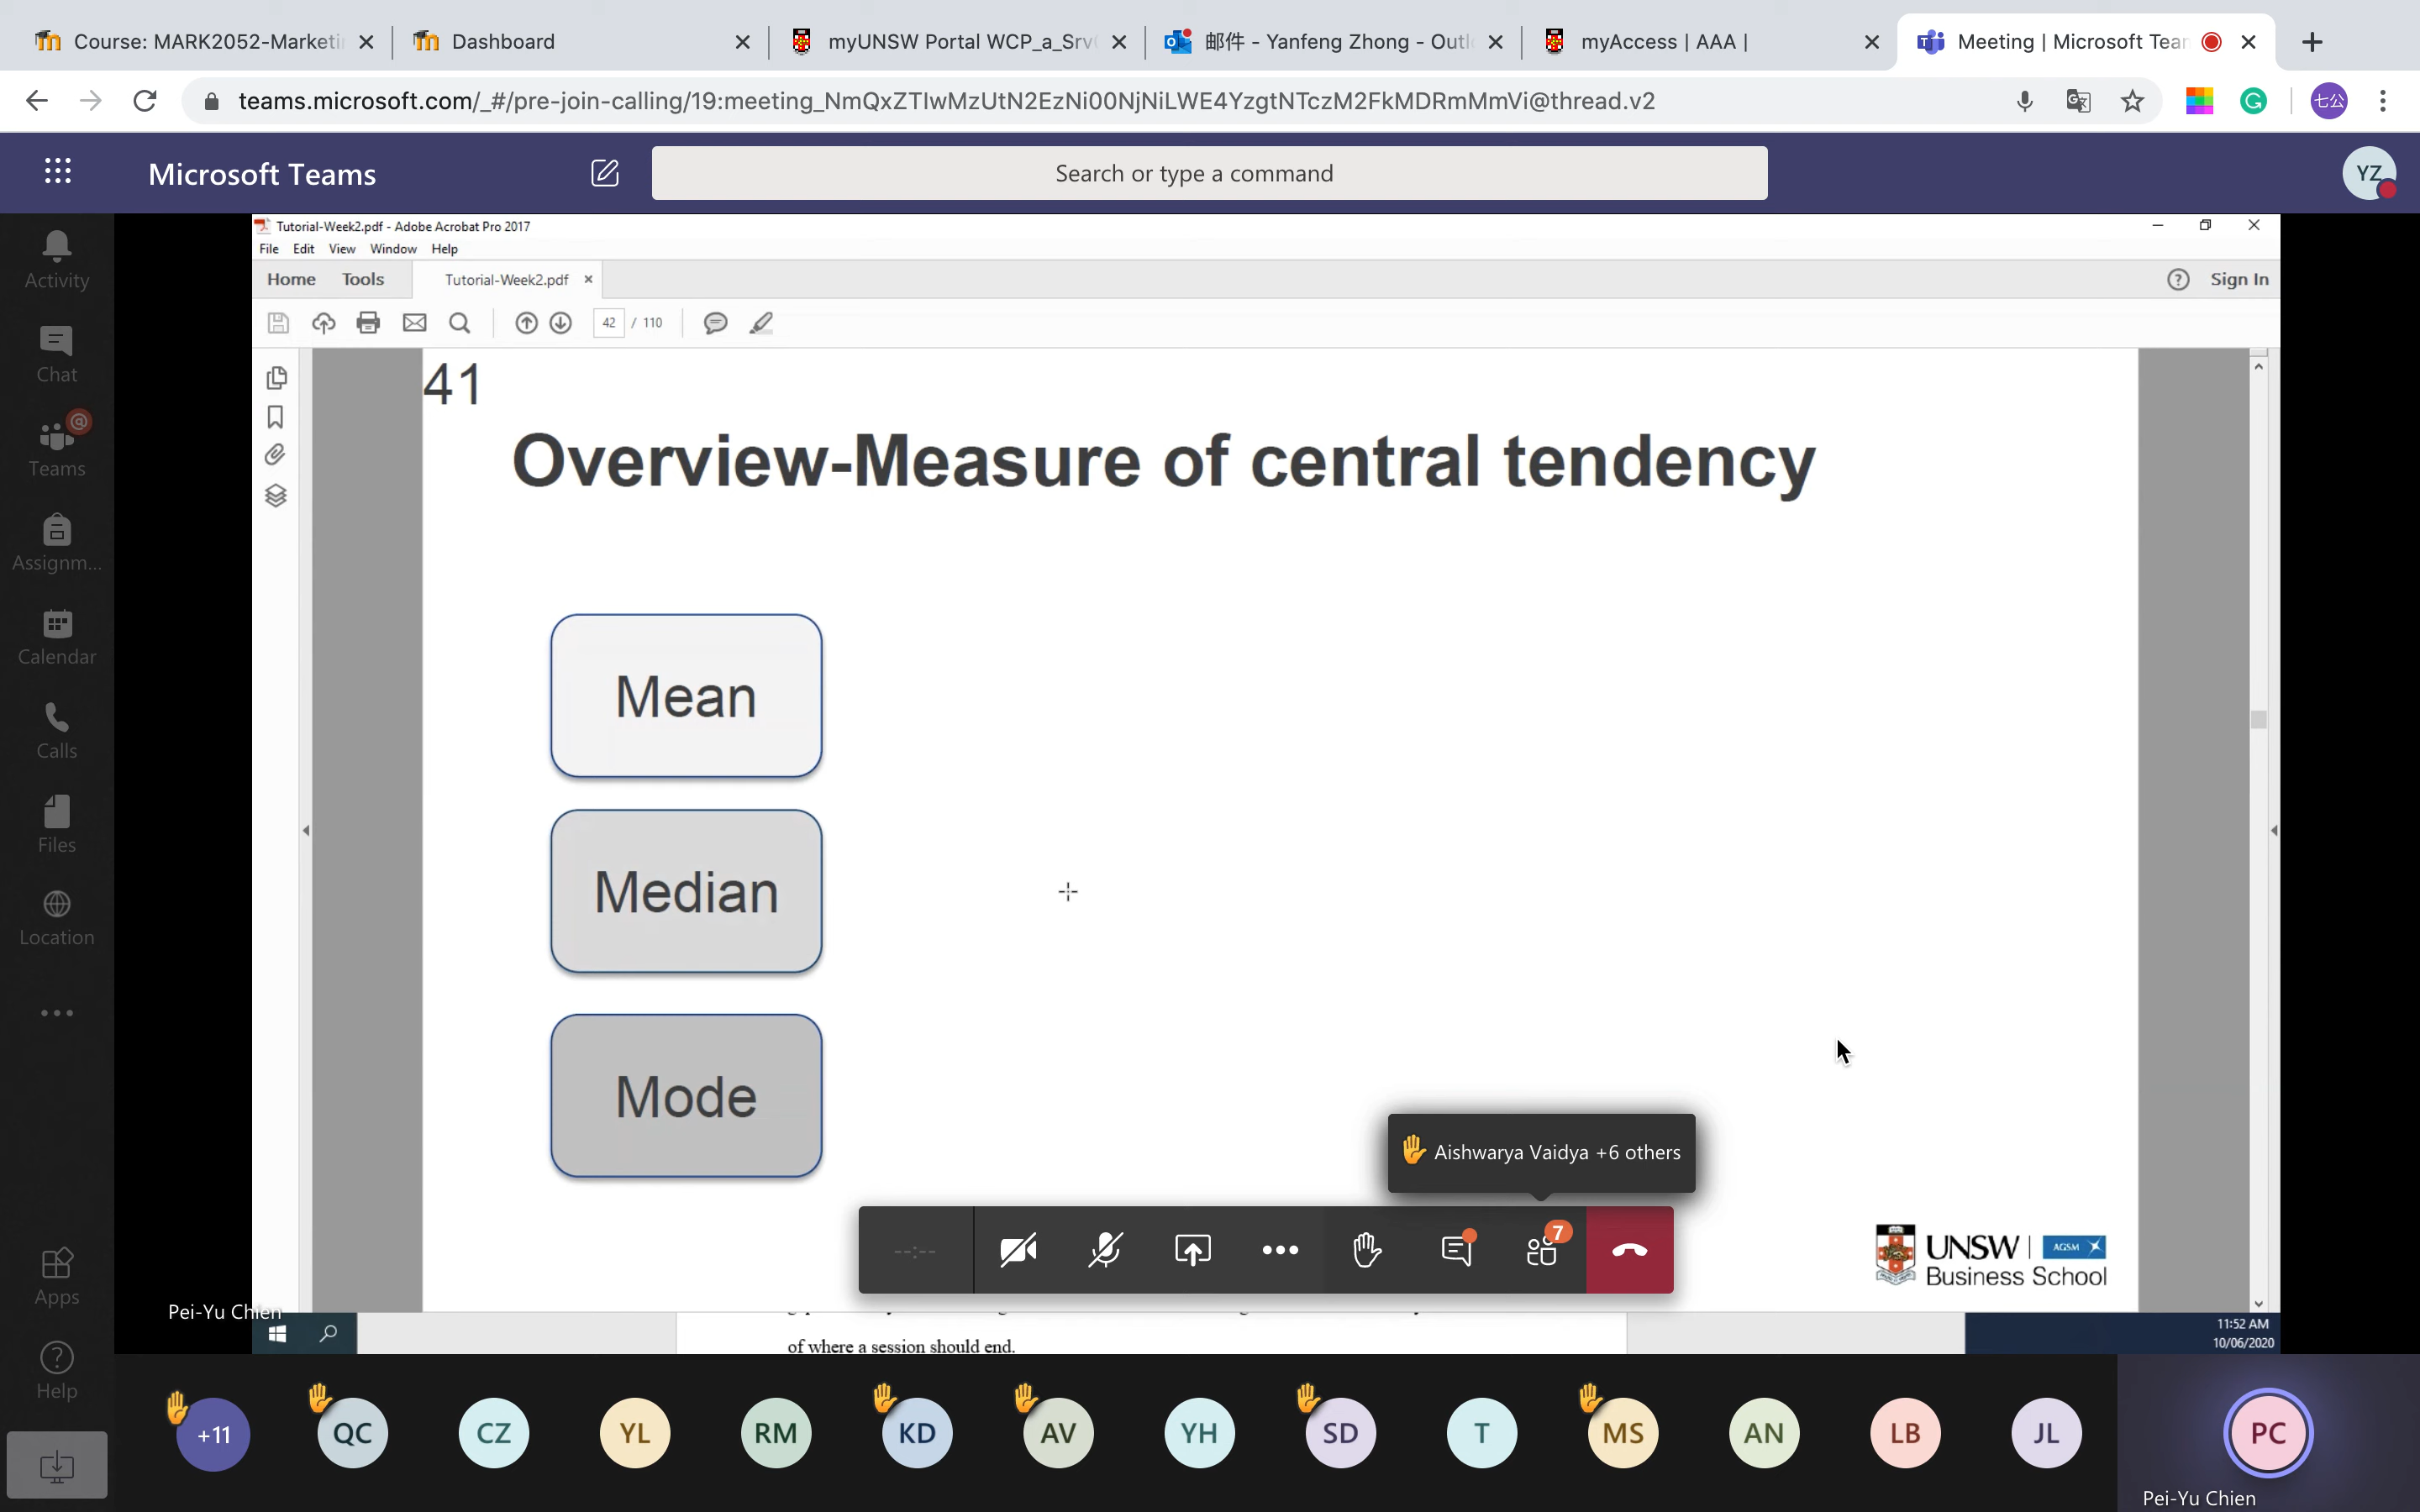 Course: MARK2052-Marketi
Dashboard
myUNSW Portal WCP_a_Srv
邮件 - Yanfeng Zhong - Outl
myAccess | AAA |
Meeting | Microsoft Tea
teams.microsoft.com/_#/pre-join-calling/19:meeting_NmQxZTIwMzUtN2EzNi00NjNiLWE4YzgtNTczM2FkMDRmMmVi@thread.v2
七公
Microsoft Teams
Search or type a command
YZ
Tutorial-Week2.pdf - Adobe Acrobat Pro 2017
File Edit View Window Help
Home Tools Tutorial-Week2.pdf
Sign In
42 / 110
Activity
Chat
Teams
Assignm...
Calendar
Calls
Files
Location
Apps
Help
41
Overview-Measure of central tendency
Mean
Median
Mode
Aishwarya Vaidya +6 others
--:--
7
UNSW
AGSM
Business School
Pei-Yu Chien
of where a session should end.
11:52 AM
10/06/2020
+11 QC CZ YL RM KD AV YH SD T MS AN LB JL PC
Pei-Yu Chien